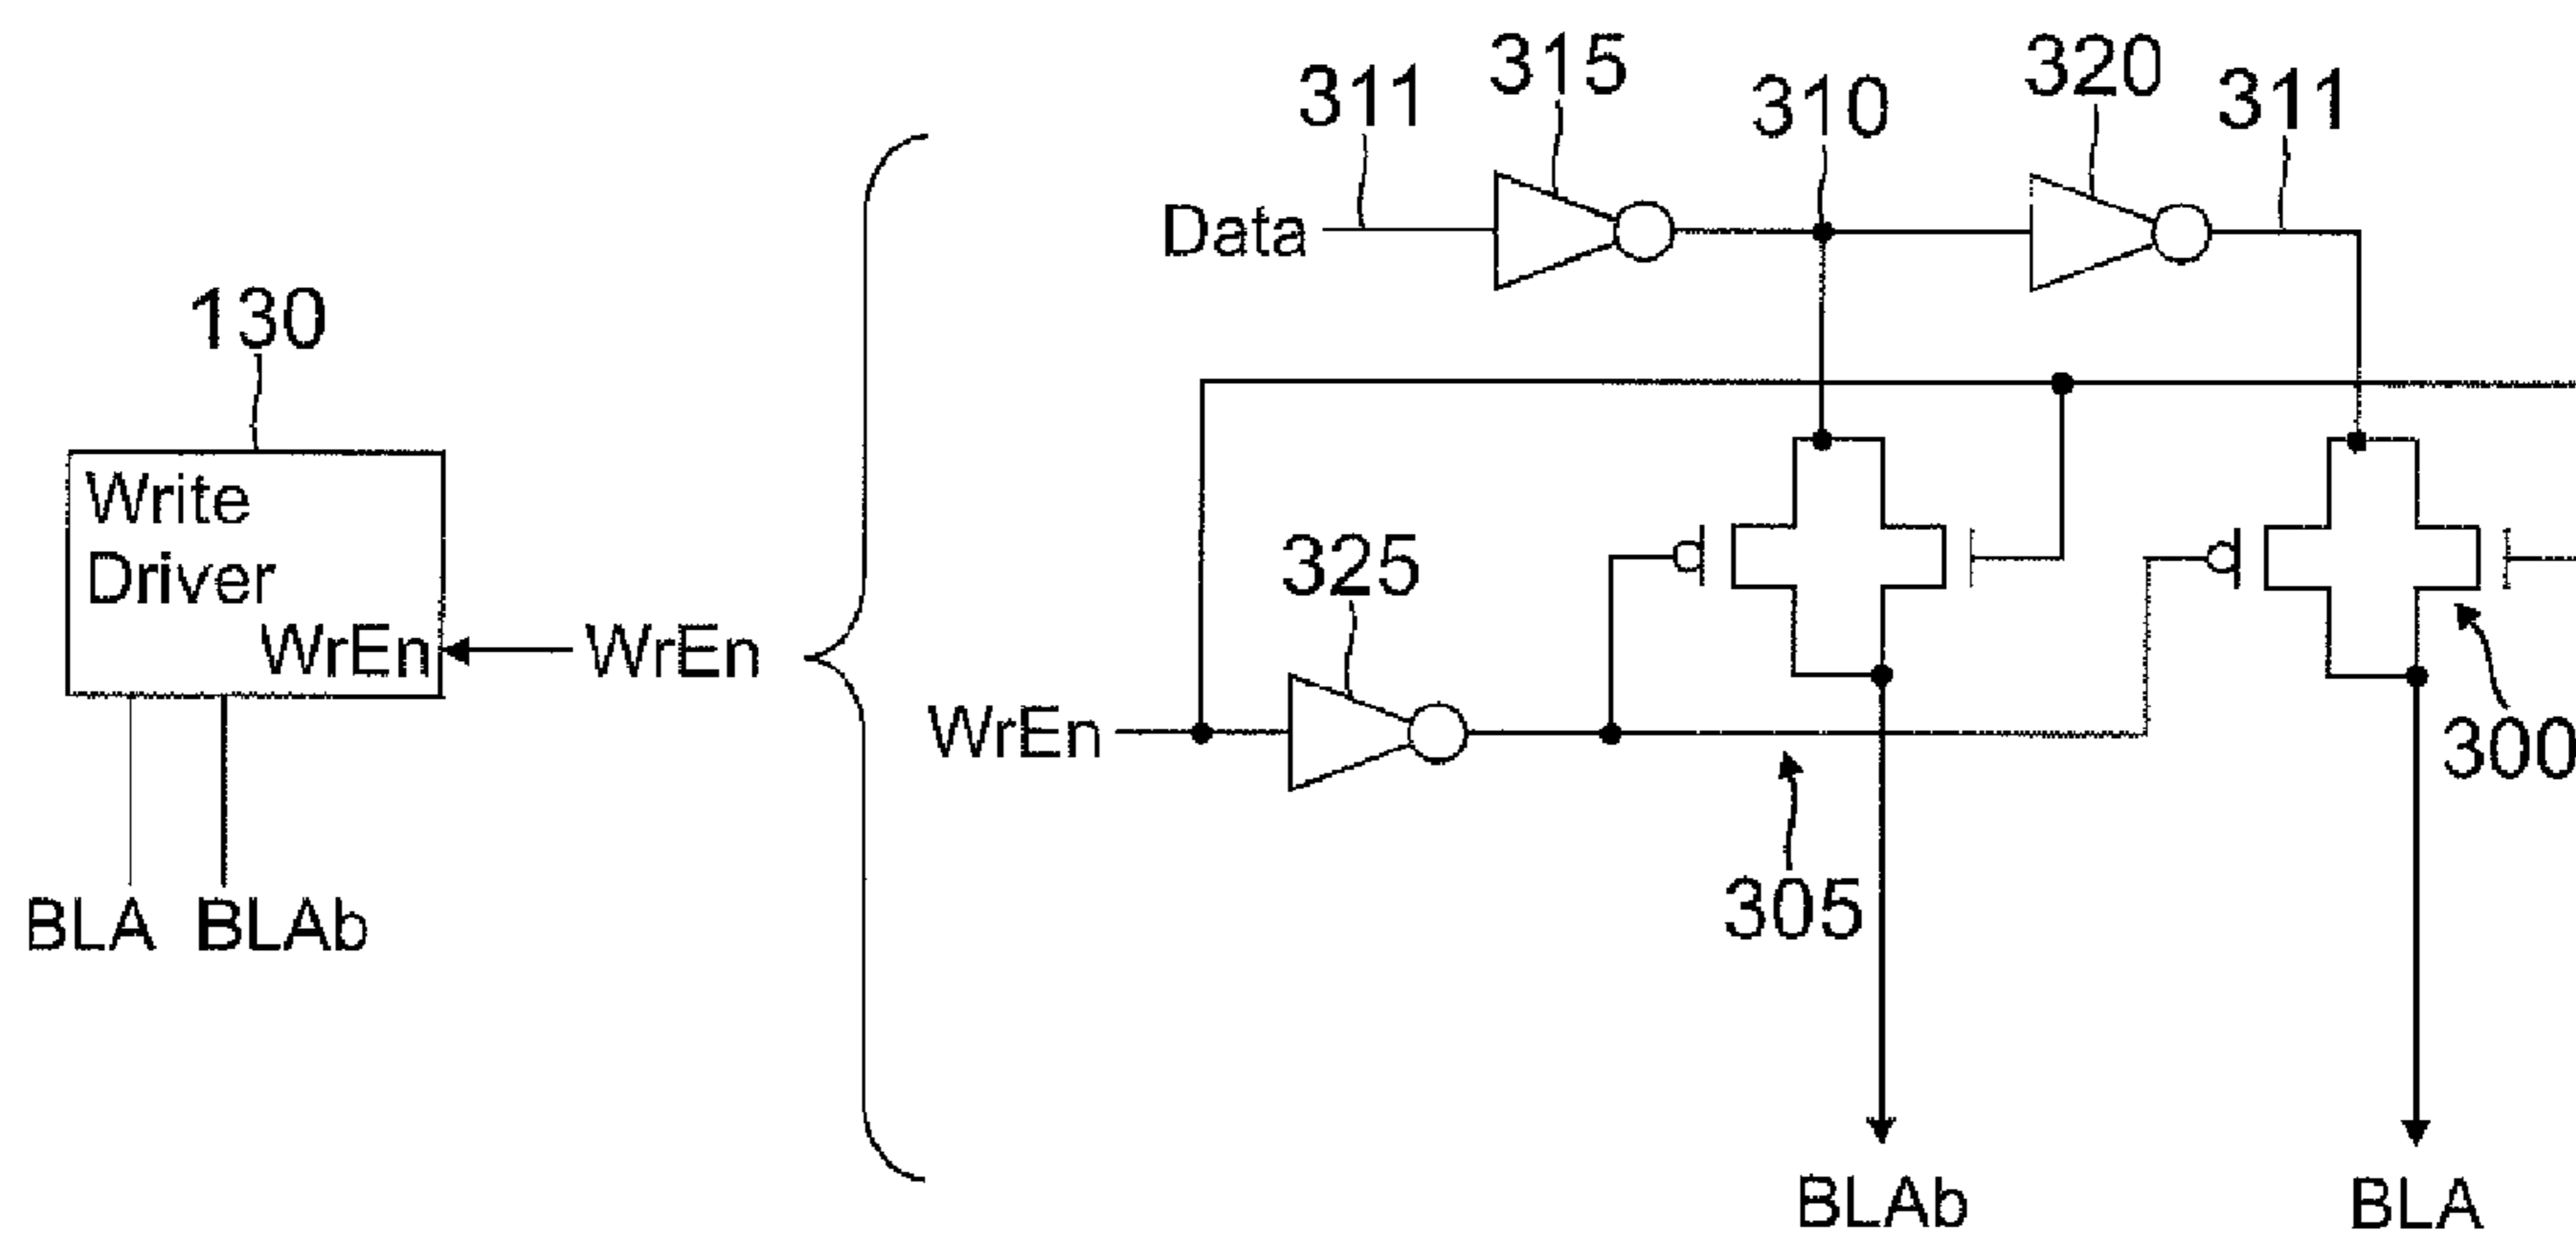 130
Write
Driver
WrEn
WrEn
BLA
BLAb
311
315
310
320
311
Data
325
WrEn
305
300
BLAb
BLA